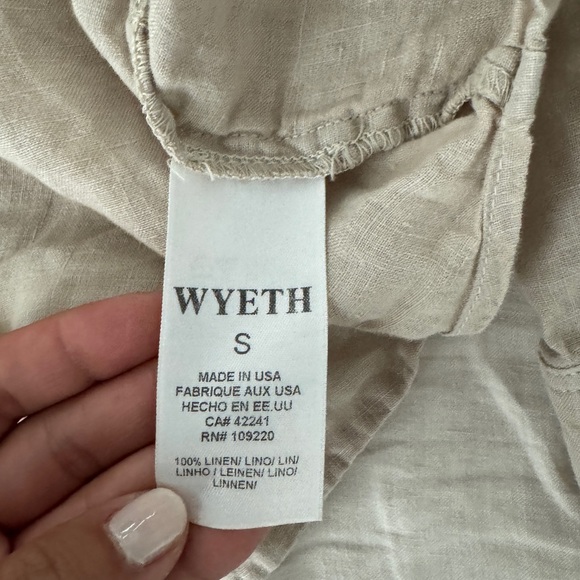 WYETH
S
MADE IN USA
FABRIQUE AUX USA
HECHO EN EE.UU
CA# 42241
RN# 109220
100% LINEN/ LINO/ LIN/
LINHO / LEINEN/ LINO/
LINNEN/